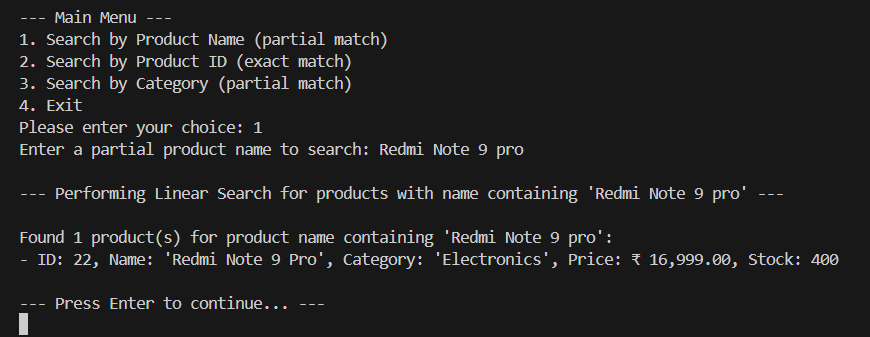 --- Main Menu ---
1. Search by Product Name (partial match)
2. Search by Product ID (exact match)
3. Search by Category (partial match)
4. Exit
Please enter your choice: 1
Enter a partial product name to search: Redmi Note 9 pro
--- Performing Linear Search for products with name containing 'Redmi Note 9 pro' ---
Found 1 product(s) for product name containing 'Redmi Note 9 pro':
- ID: 22, Name: 'Redmi Note 9 Pro', Category: 'Electronics', Price: ₹ 16,999.00, Stock: 400
--- Press Enter to continue... ---